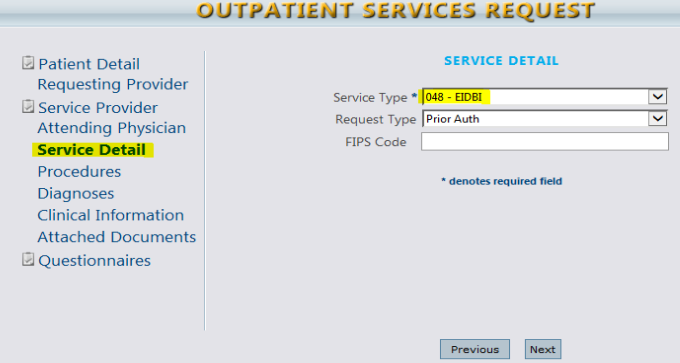 OUTPATIENT SERVICES REQUEST
Patient Detail
Requesting Provider
Service Provider
Attending Physician
Service Detail
Procedures
Diagnoses
Clinical Information
Attached Documents
Questionnaires
SERVICE DETAIL
Service Type * 048 - EIDBI
Request Type Prior Auth
FIPS Code
* denotes required field
Previous Next